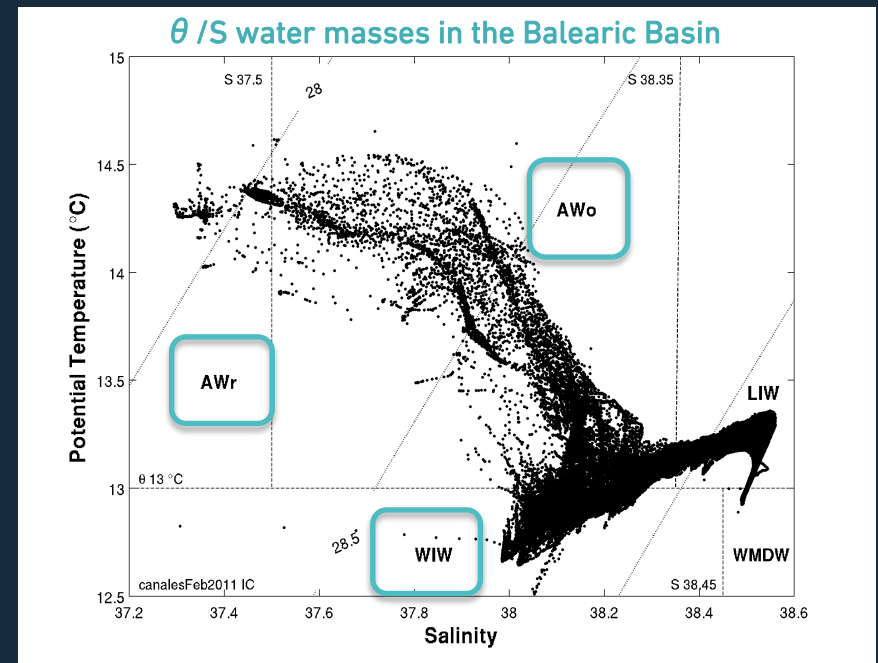 θ /S water masses in the Balearic Basin
15
S 37.5
28
S 38.35
14.5
AWo
14
Potential Temperature (°C)
13.5
AWr
LIW
θ 13 °C
13
28.5
WIW
WMDW
canalesFeb2011 IC
S 38.45
12.5
37.2 37.4 37.6 37.8 38 38.2 38.4 38.6
Salinity